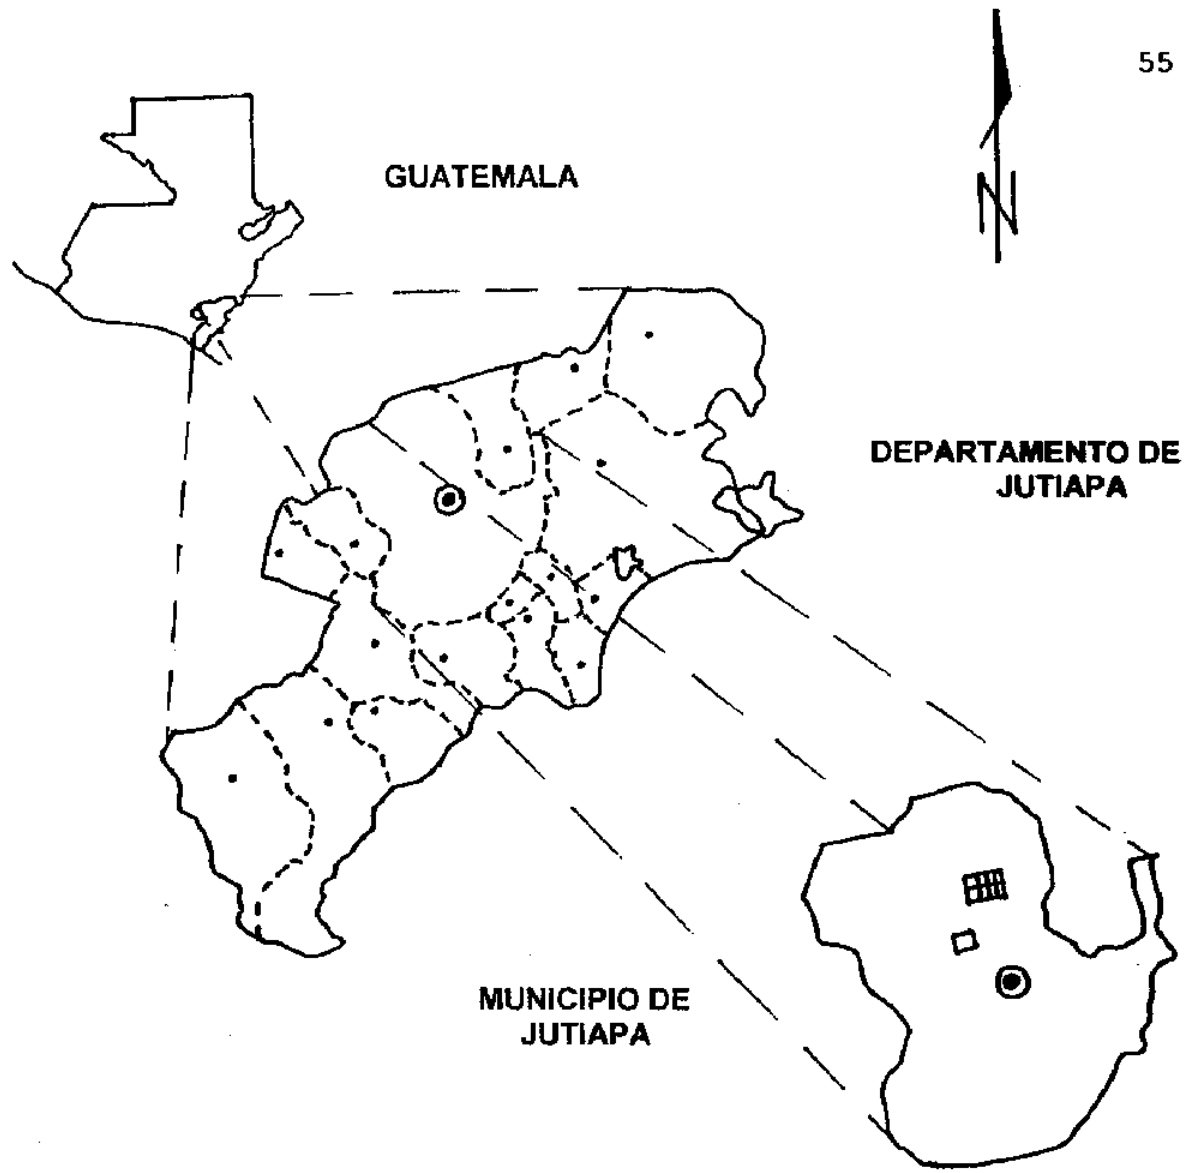 55
GUATEMALA
N
DEPARTAMENTO DE
JUTIAPA
MUNICIPIO DE
JUTIAPA